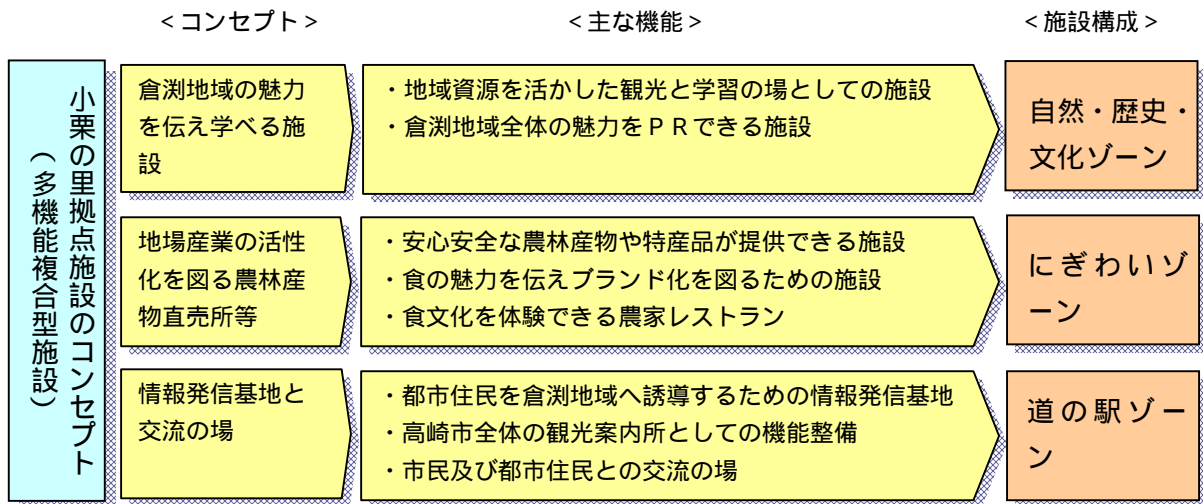 <コンセプト>
<主な機能>
<施設構成>
小栗の里拠点施設のコンセプト
(多機能複合型施設)
倉渕地域の魅力
を伝え学べる施
設
・地域資源を活かした観光と学習の場としての施設
・倉渕地域全体の魅力をPRできる施設
自然・歴史・
文化ゾーン
地場産業の活性
化を図る農林産
物直売所等
・安心安全な農林産物や特産品が提供できる施設
・食の魅力を伝えブランド化を図るための施設
・食文化を体験できる農家レストラン
にぎわいゾ
ーン
情報発信基地と
交流の場
・都市住民を倉渕地域へ誘導するための情報発信基地
・高崎市全体の観光案内所としての機能整備
・市民及び都市住民との交流の場
道の駅ゾー
ン